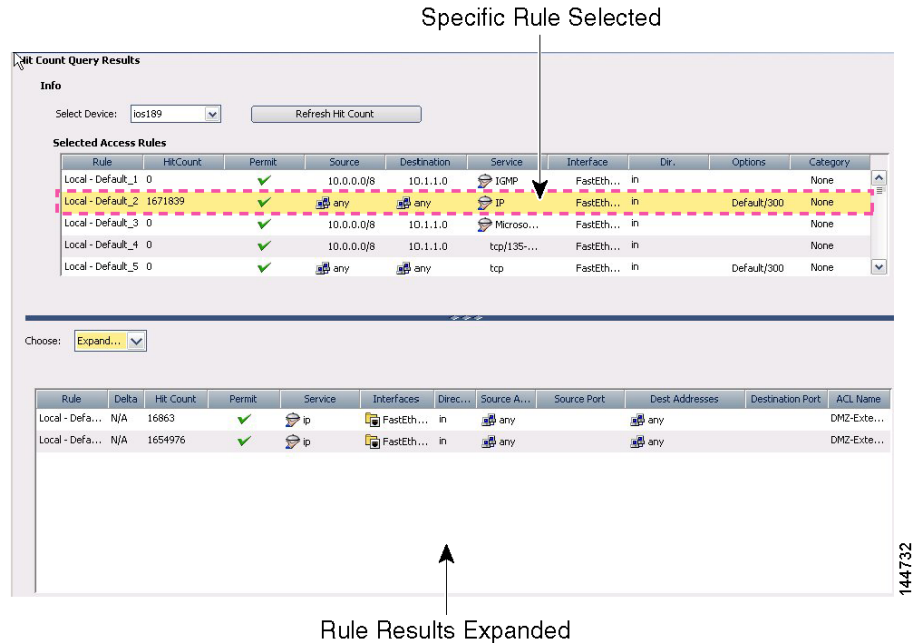 Specific Rule Selected
Hit Count Query Results
Info
Select Device: ios189 Refresh Hit Count
Selected Access Rules
Rule HitCount Permit Source Destination Service Interface Dir. Options Category
Local - Default_1 0 10.0.0.0/8 10.1.1.0 IGMP FastEth... in None
Local - Default_2 1671839 any any IP FastEth... in Default/300 None
Local - Default_3 0 10.0.0.0/8 10.1.1.0 Microso... FastEth... in None
Local - Default_4 0 10.0.0.0/8 10.1.1.0 tcp/135-... FastEth... in None
Local - Default_5 0 any any tcp FastEth... in Default/300 None
Choose: Expand...
Rule Delta Hit Count Permit Service Interfaces Direc... Source A... Source Port Dest Addresses Destination Port ACL Name
Local - Defa... N/A 16863 ip FastEth... in any any DMZ-Exte...
Local - Defa... N/A 1654976 ip FastEth... in any any DMZ-Exte...
144732
Rule Results Expanded